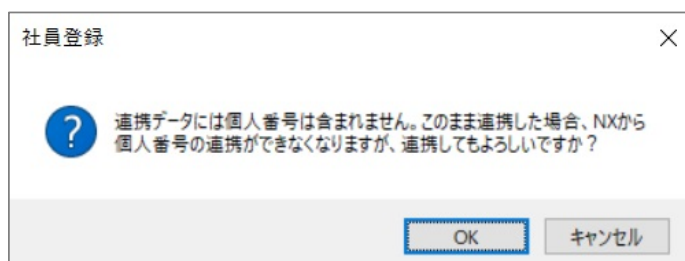 社員登録
連携データには個人番号は含まれません。このまま連携した場合、NXから
個人番号の連携ができなくなりますが、連携してもよろしいですか？
OK
キャンセル